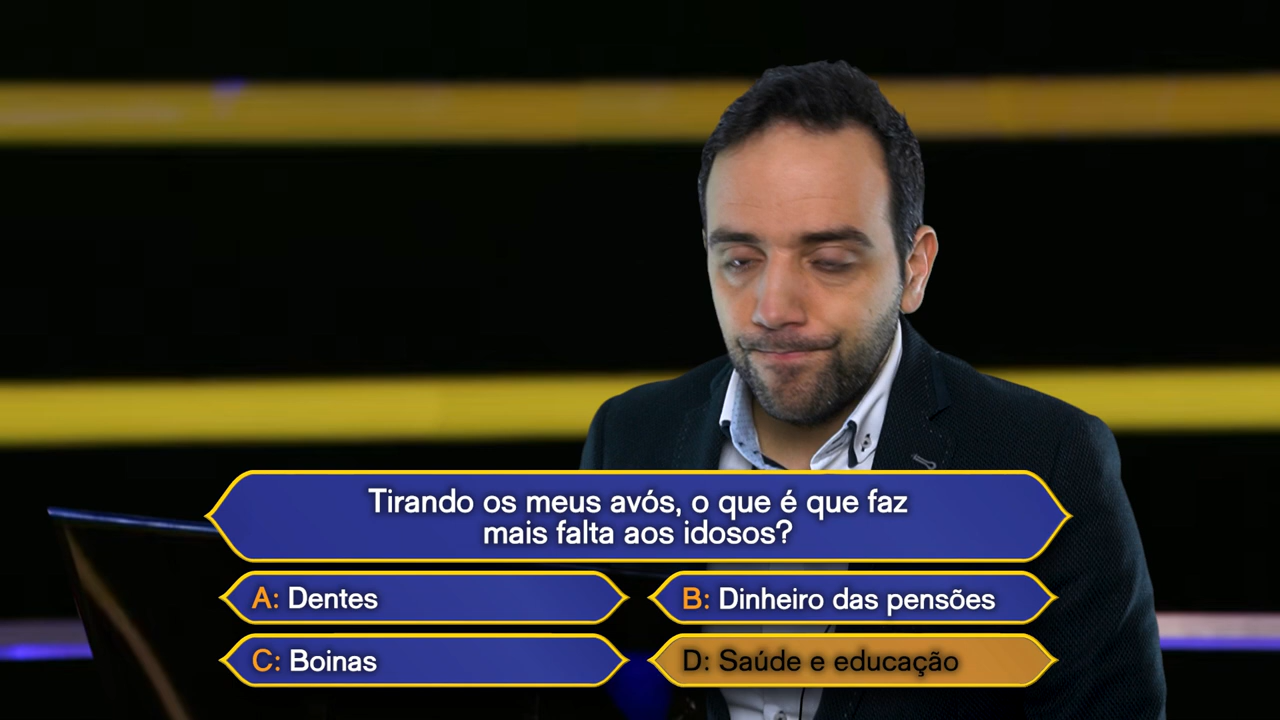 Tirando os meus avós, o que é que faz
mais falta aos idosos?
A: Dentes
B: Dinheiro das pensões
C: Boinas
D: Saúde e educação